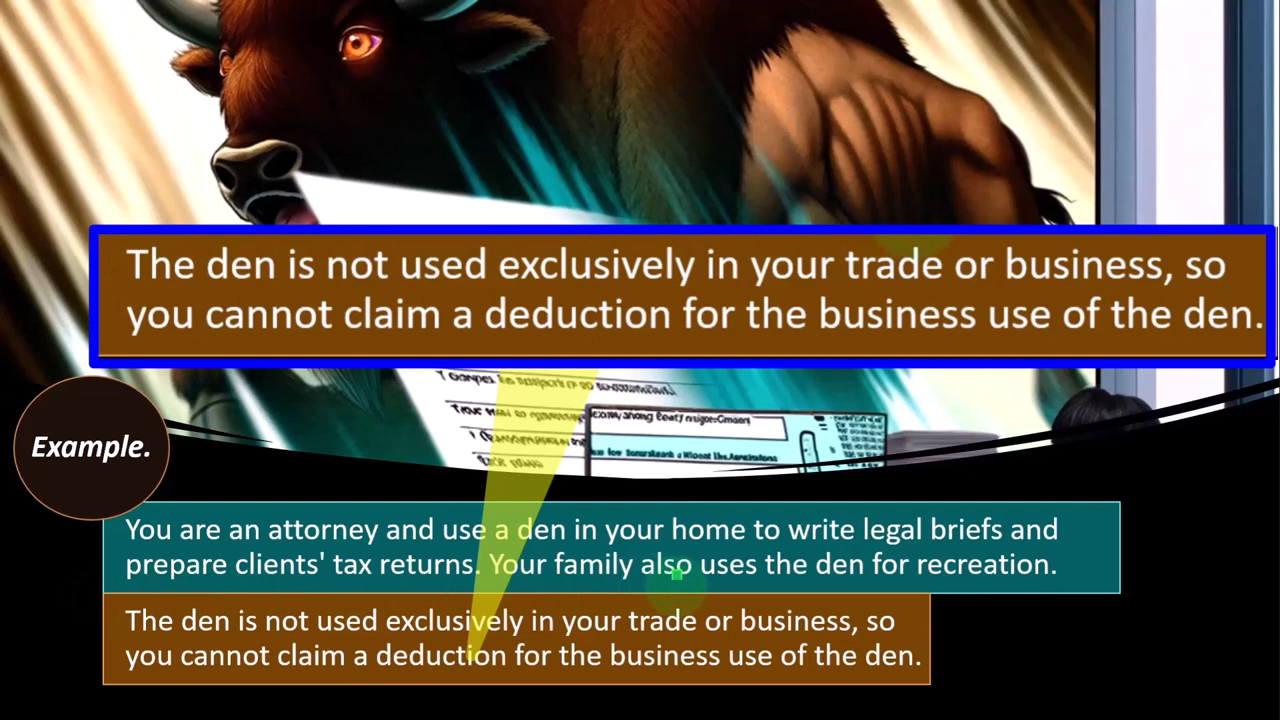 The den is not used exclusively in your trade or business, so
you cannot claim a deduction for the business use of the den.
Example.
You are an attorney and use a den in your home to write legal briefs and
prepare clients' tax returns. Your family also uses the den for recreation.
The den is not used exclusively in your trade or business, so
you cannot claim a deduction for the business use of the den.